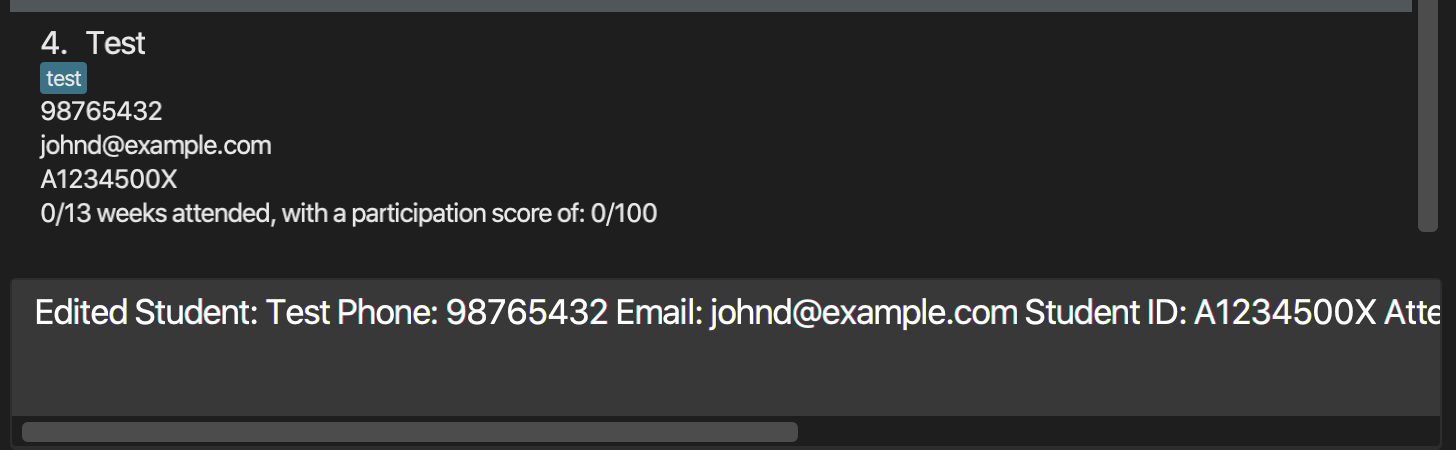 4. Test
test
98765432
johnd@example.com
A1234500X
0/13 weeks attended, with a participation score of: 0/100
Edited Student: Test Phone: 98765432 Email: johnd@example.com Student ID: A1234500X Atte